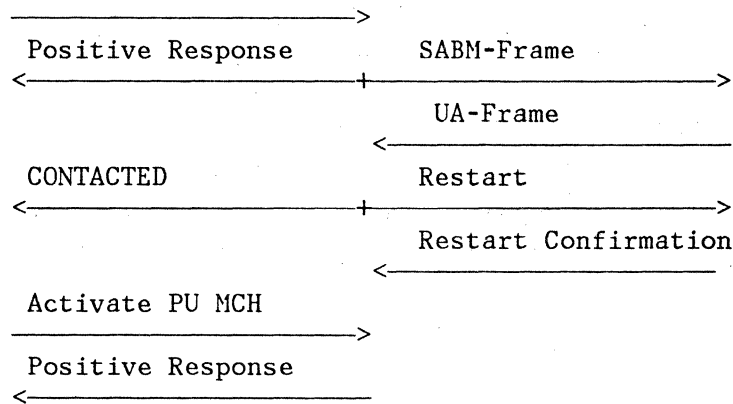 Positive Response SABM-Frame
UA-Frame
CONTACTED Restart
Restart Confirmation
Activate PU MCH
Positive Response